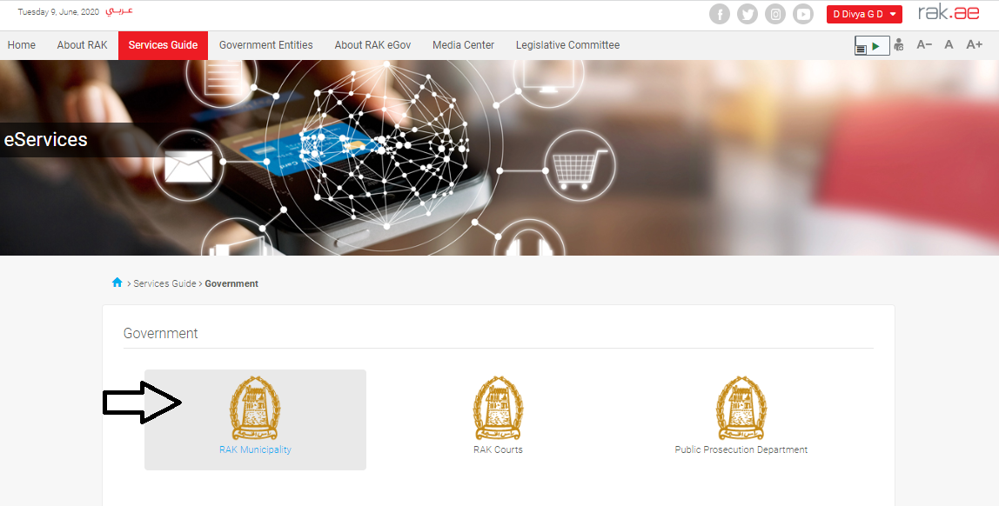 Tuesday 9, June, 2020 عربي
D Divya G D
rak.ae
Home About RAK Services Guide Government Entities About RAK eGov Media Center Legislative Committee A− A A+
eServices
> Services Guide > Government
Government
RAK Municipality RAK Courts Public Prosecution Department